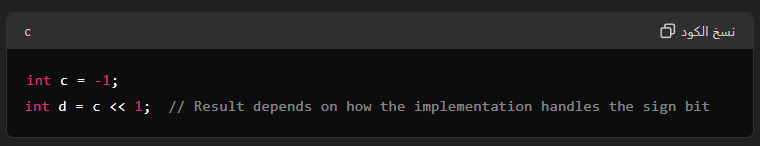 c نسخ الكود
int c = -1;
int d = c << 1;  // Result depends on how the implementation handles the sign bit